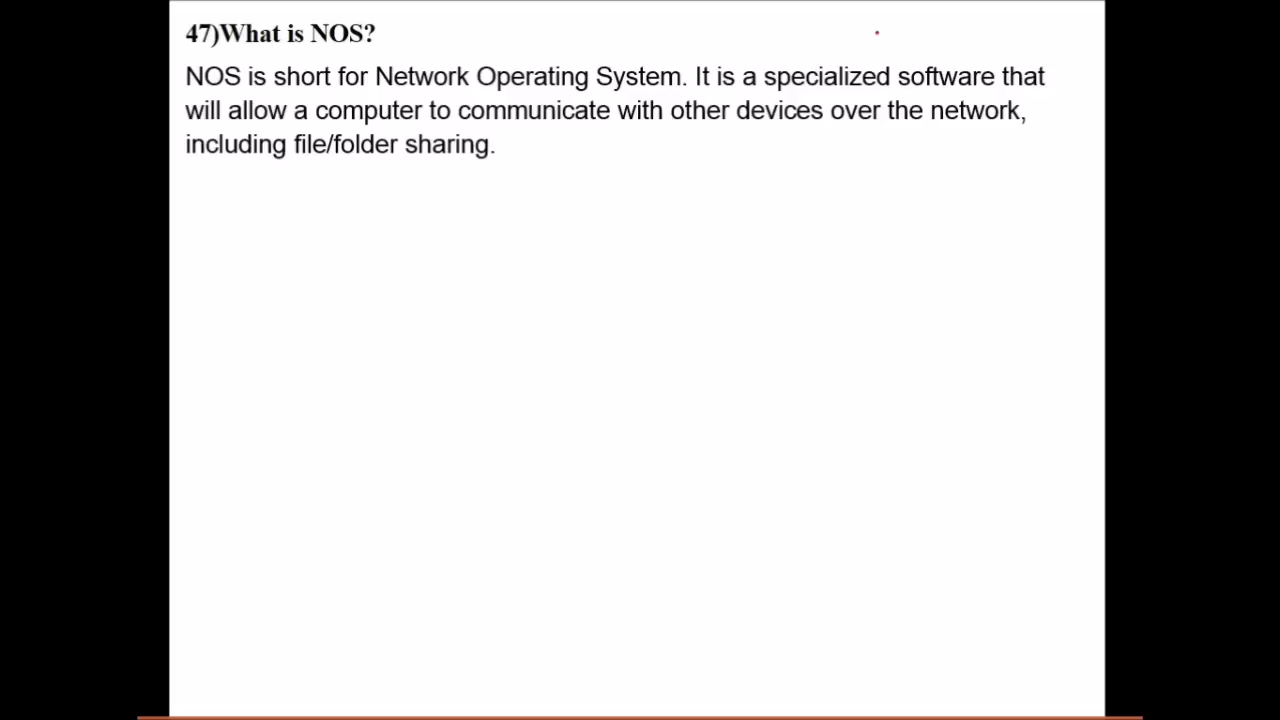 47)What is NOS?
NOS is short for Network Operating System. It is a specialized software that
will allow a computer to communicate with other devices over the network,
including file/folder sharing.